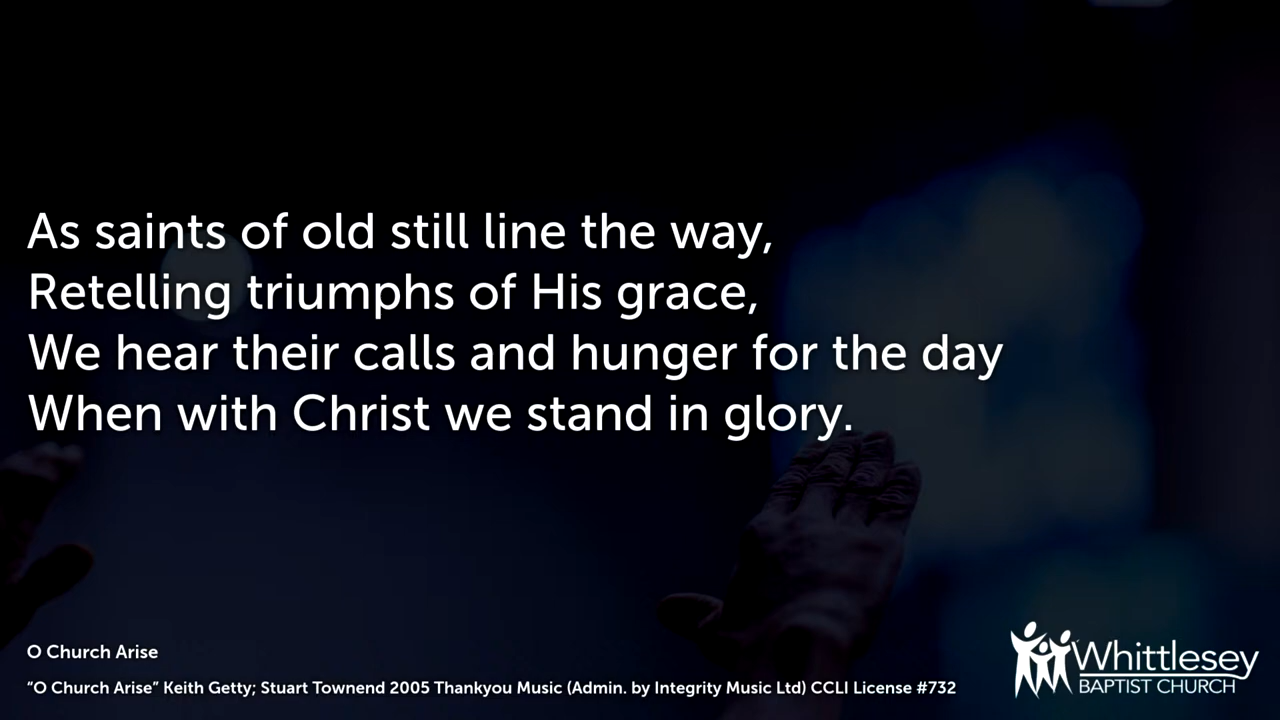 As saints of old still line the way,
Retelling triumphs of His grace,
We hear their calls and hunger for the day
When with Christ we stand in glory.
O Church Arise
“O Church Arise” Keith Getty; Stuart Townend 2005 Thankyou Music (Admin. by Integrity Music Ltd) CCLI License #732
Whittlesey
BAPTIST CHURCH